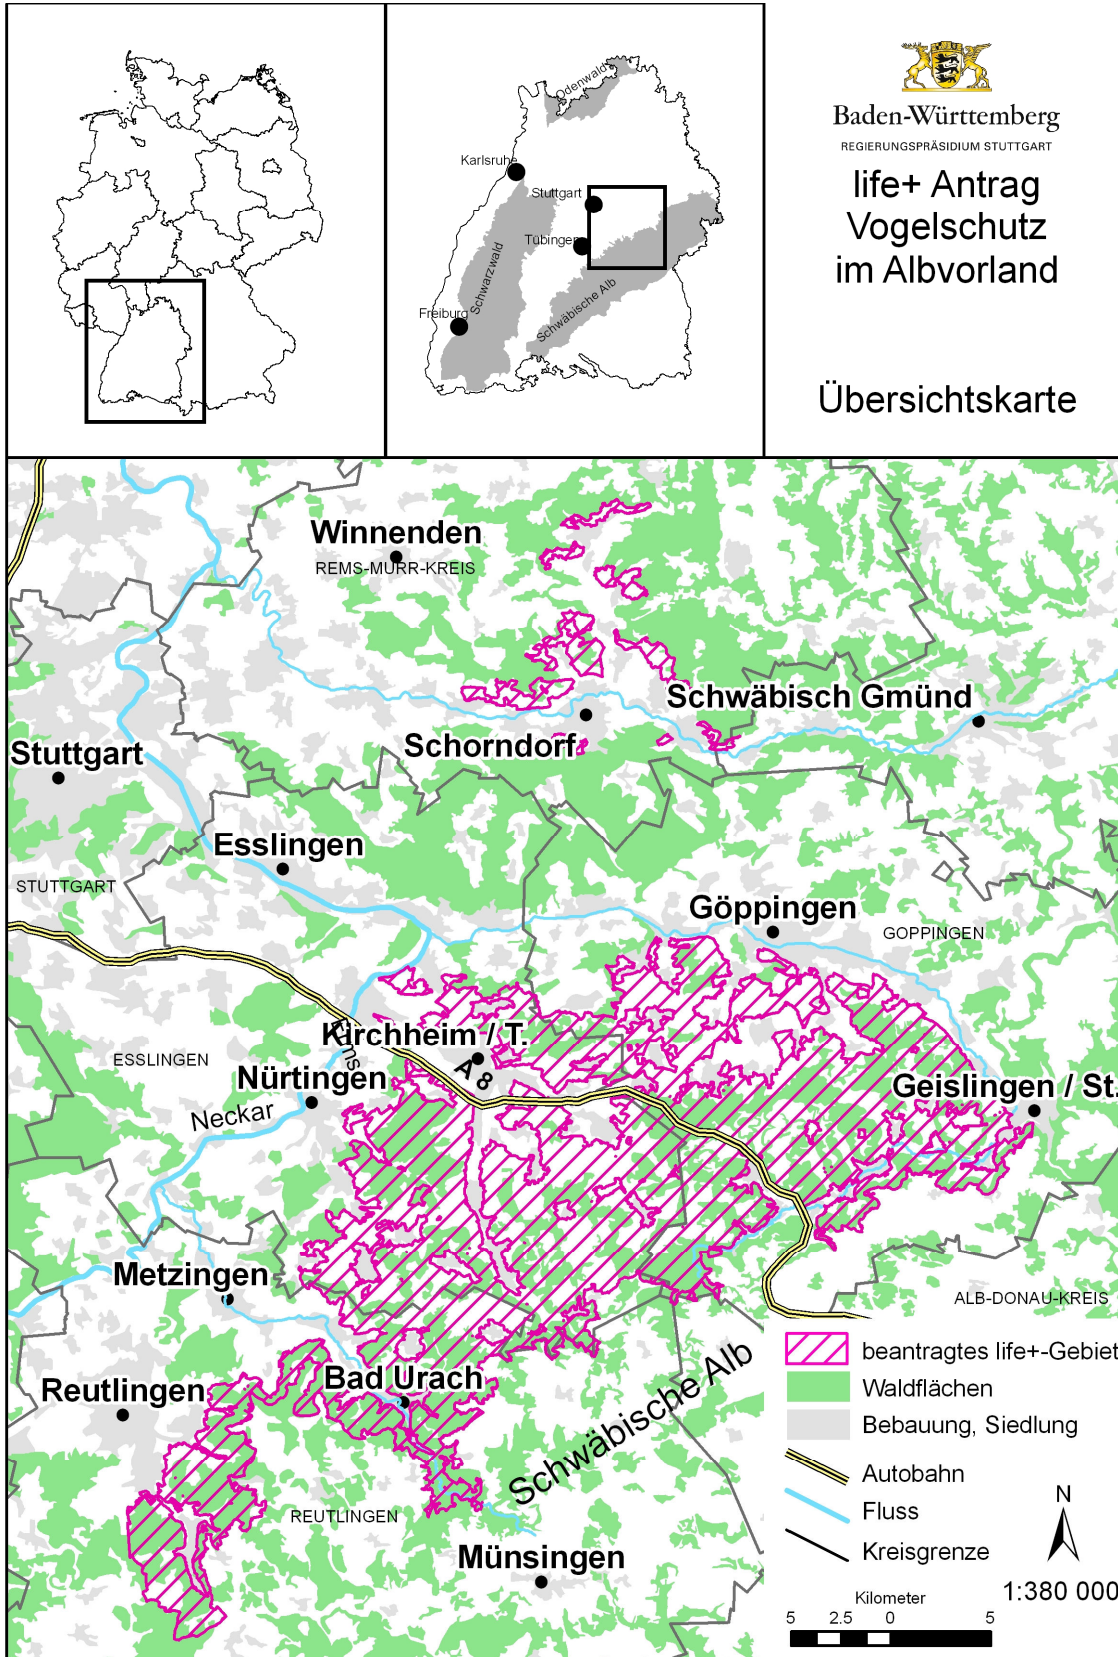 Odenwald
Karlsruhe
Stuttgart
Tübingen
Schwarzwald
Freiburg
Schwäbische Alb
Baden-Württemberg
REGIERUNGSPRÄSIDIUM STUTTGART
life+ Antrag
Vogelschutz
im Albvorland
Übersichtskarte
Winnenden
REMS-MURR-KREIS
Schwäbisch Gmünd
Schorndorf
Stuttgart
Esslingen
STUTTGART
Göppingen
GÖPPINGEN
Kirchheim / T.
ESSLINGEN
A 8
Nürtingen
Geislingen / St.
Neckar
Metzingen
ALB-DONAU-KREIS
Bad Urach
Reutlingen
Schwäbische Alb
REUTLINGEN
Münsingen
beantragtes life+-Gebiet
Waldflächen
Bebauung, Siedlung
Autobahn
Fluss
Kreisgrenze
N
1:380 000
Kilometer
5 2.5 0 5